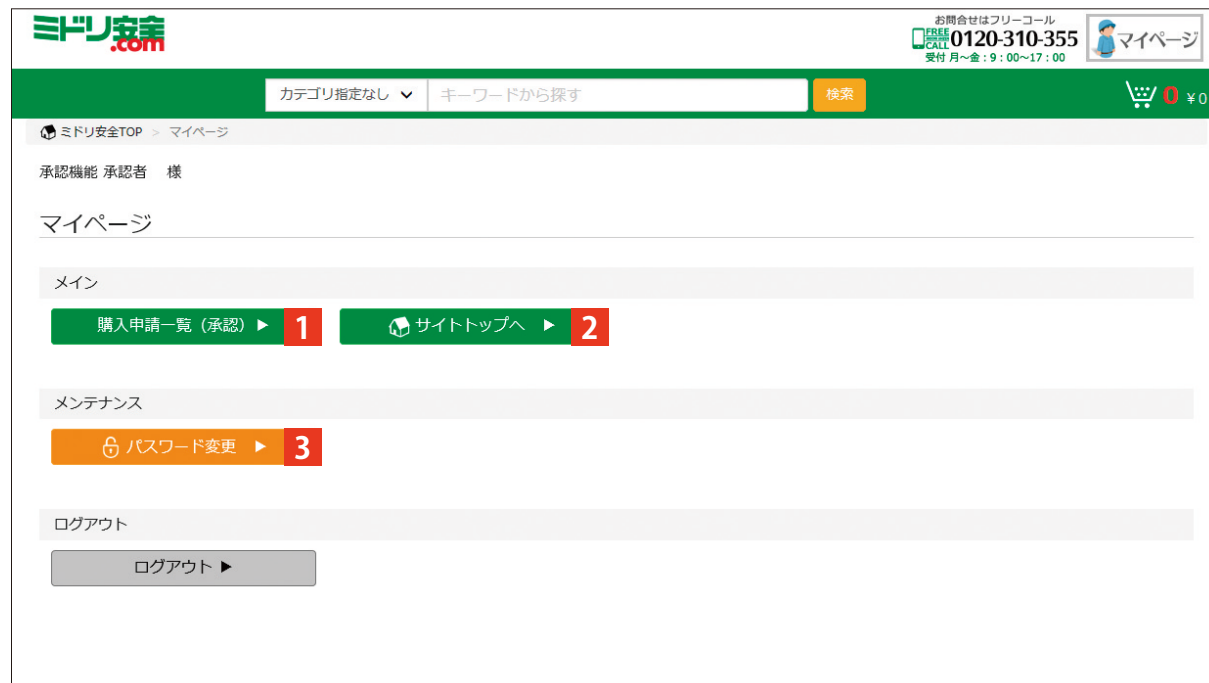 ミドリ安全.com
お問合せはフリーコール
FREE CALL 0120-310-355
受付 月～金：9：00～17：00
マイページ
カテゴリ指定なし キーワードから探す 検索 0 ¥0
ミドリ安全TOP > マイページ
承認機能 承認者 様
マイページ
メイン
購入申請一覧（承認）▶ 1 サイトトップへ ▶ 2
メンテナンス
パスワード変更 ▶ 3
ログアウト
ログアウト ▶